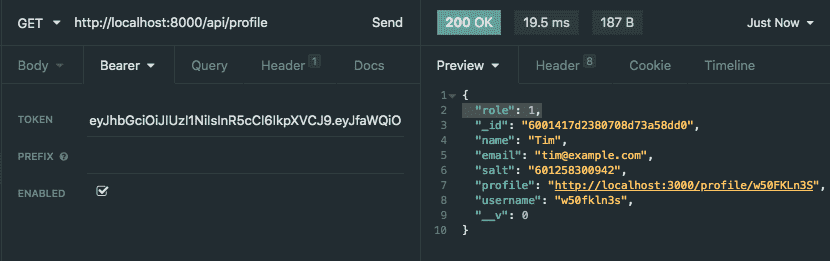 GET http://localhost:8000/api/profile Send
200 OK 19.5 ms 187 B Just Now
Body Bearer Query Header 1 Docs
Preview Header 8 Cookie Timeline
TOKEN eyJhbGciOiJIUzI1NiIsInR5cCI6IkpXVCJ9.eyJfaWQiO
PREFIX
ENABLED
1 {
2 "role": 1,
3 "_id": "6001417d2380708d73a58dd0",
4 "name": "Tim",
5 "email": "tim@example.com",
6 "salt": "601258300942",
7 "profile": "http://localhost:3000/profile/w50FKLn3S",
8 "username": "w50fkln3s",
9 "__v": 0
10 }